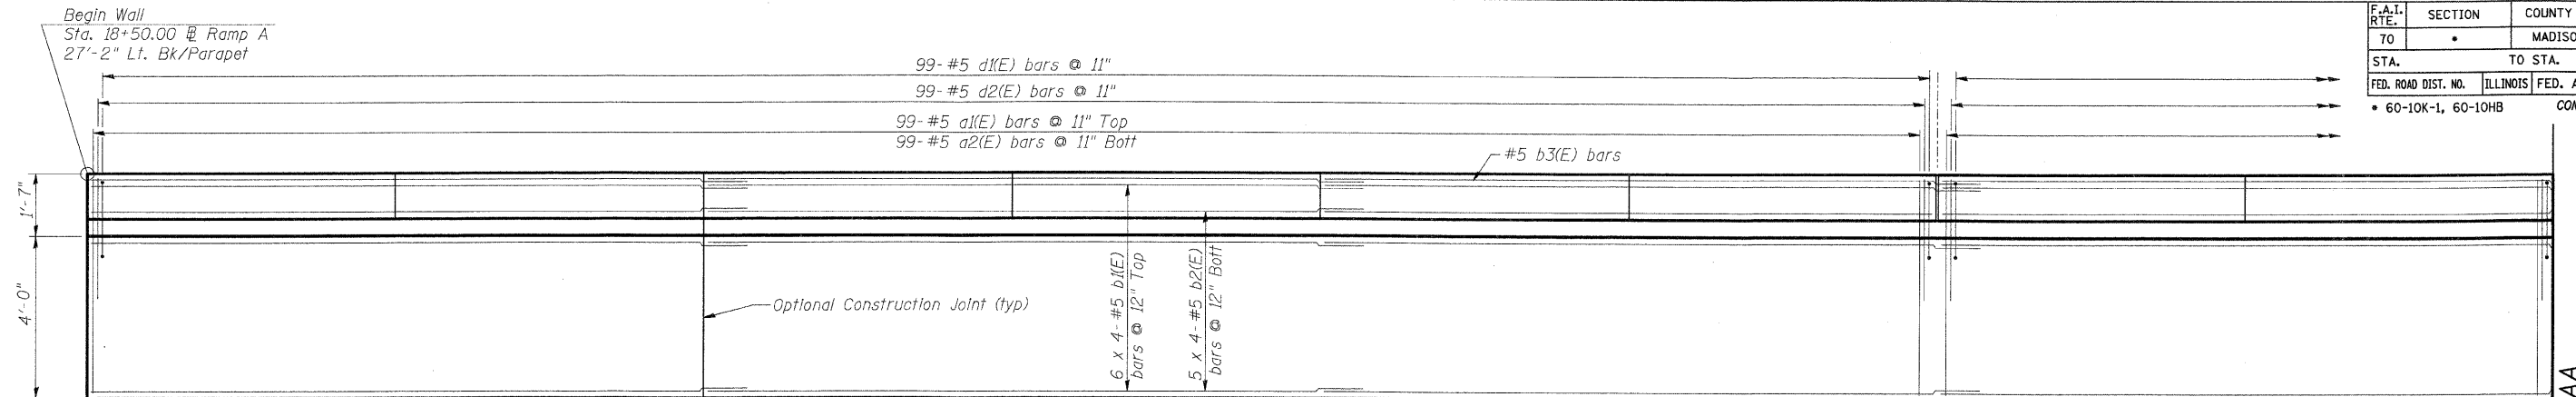 Begin Wall
Sta. 18+50.00 ⅊ Ramp A
27'-2" Lt. Bk/Parapet
F.A.I. RTE.
SECTION
COUNTY
70
•
MADISO
STA.
TO STA.
FED. ROAD DIST. NO.
ILLINOIS
FED. A
• 60-10K-1, 60-10HB
CON
99-#5 d1(E) bars @ 11"
99-#5 d2(E) bars @ 11"
99-#5 a1(E) bars @ 11" Top
99-#5 a2(E) bars @ 11" Bott
#5 b3(E) bars
1'-7"
4'-0"
Optional Construction Joint (typ)
6 x 4-#5 b1(E)
bars @ 12" Top
5 x 4-#5 b2(E)
bars @ 12" Bott
AA